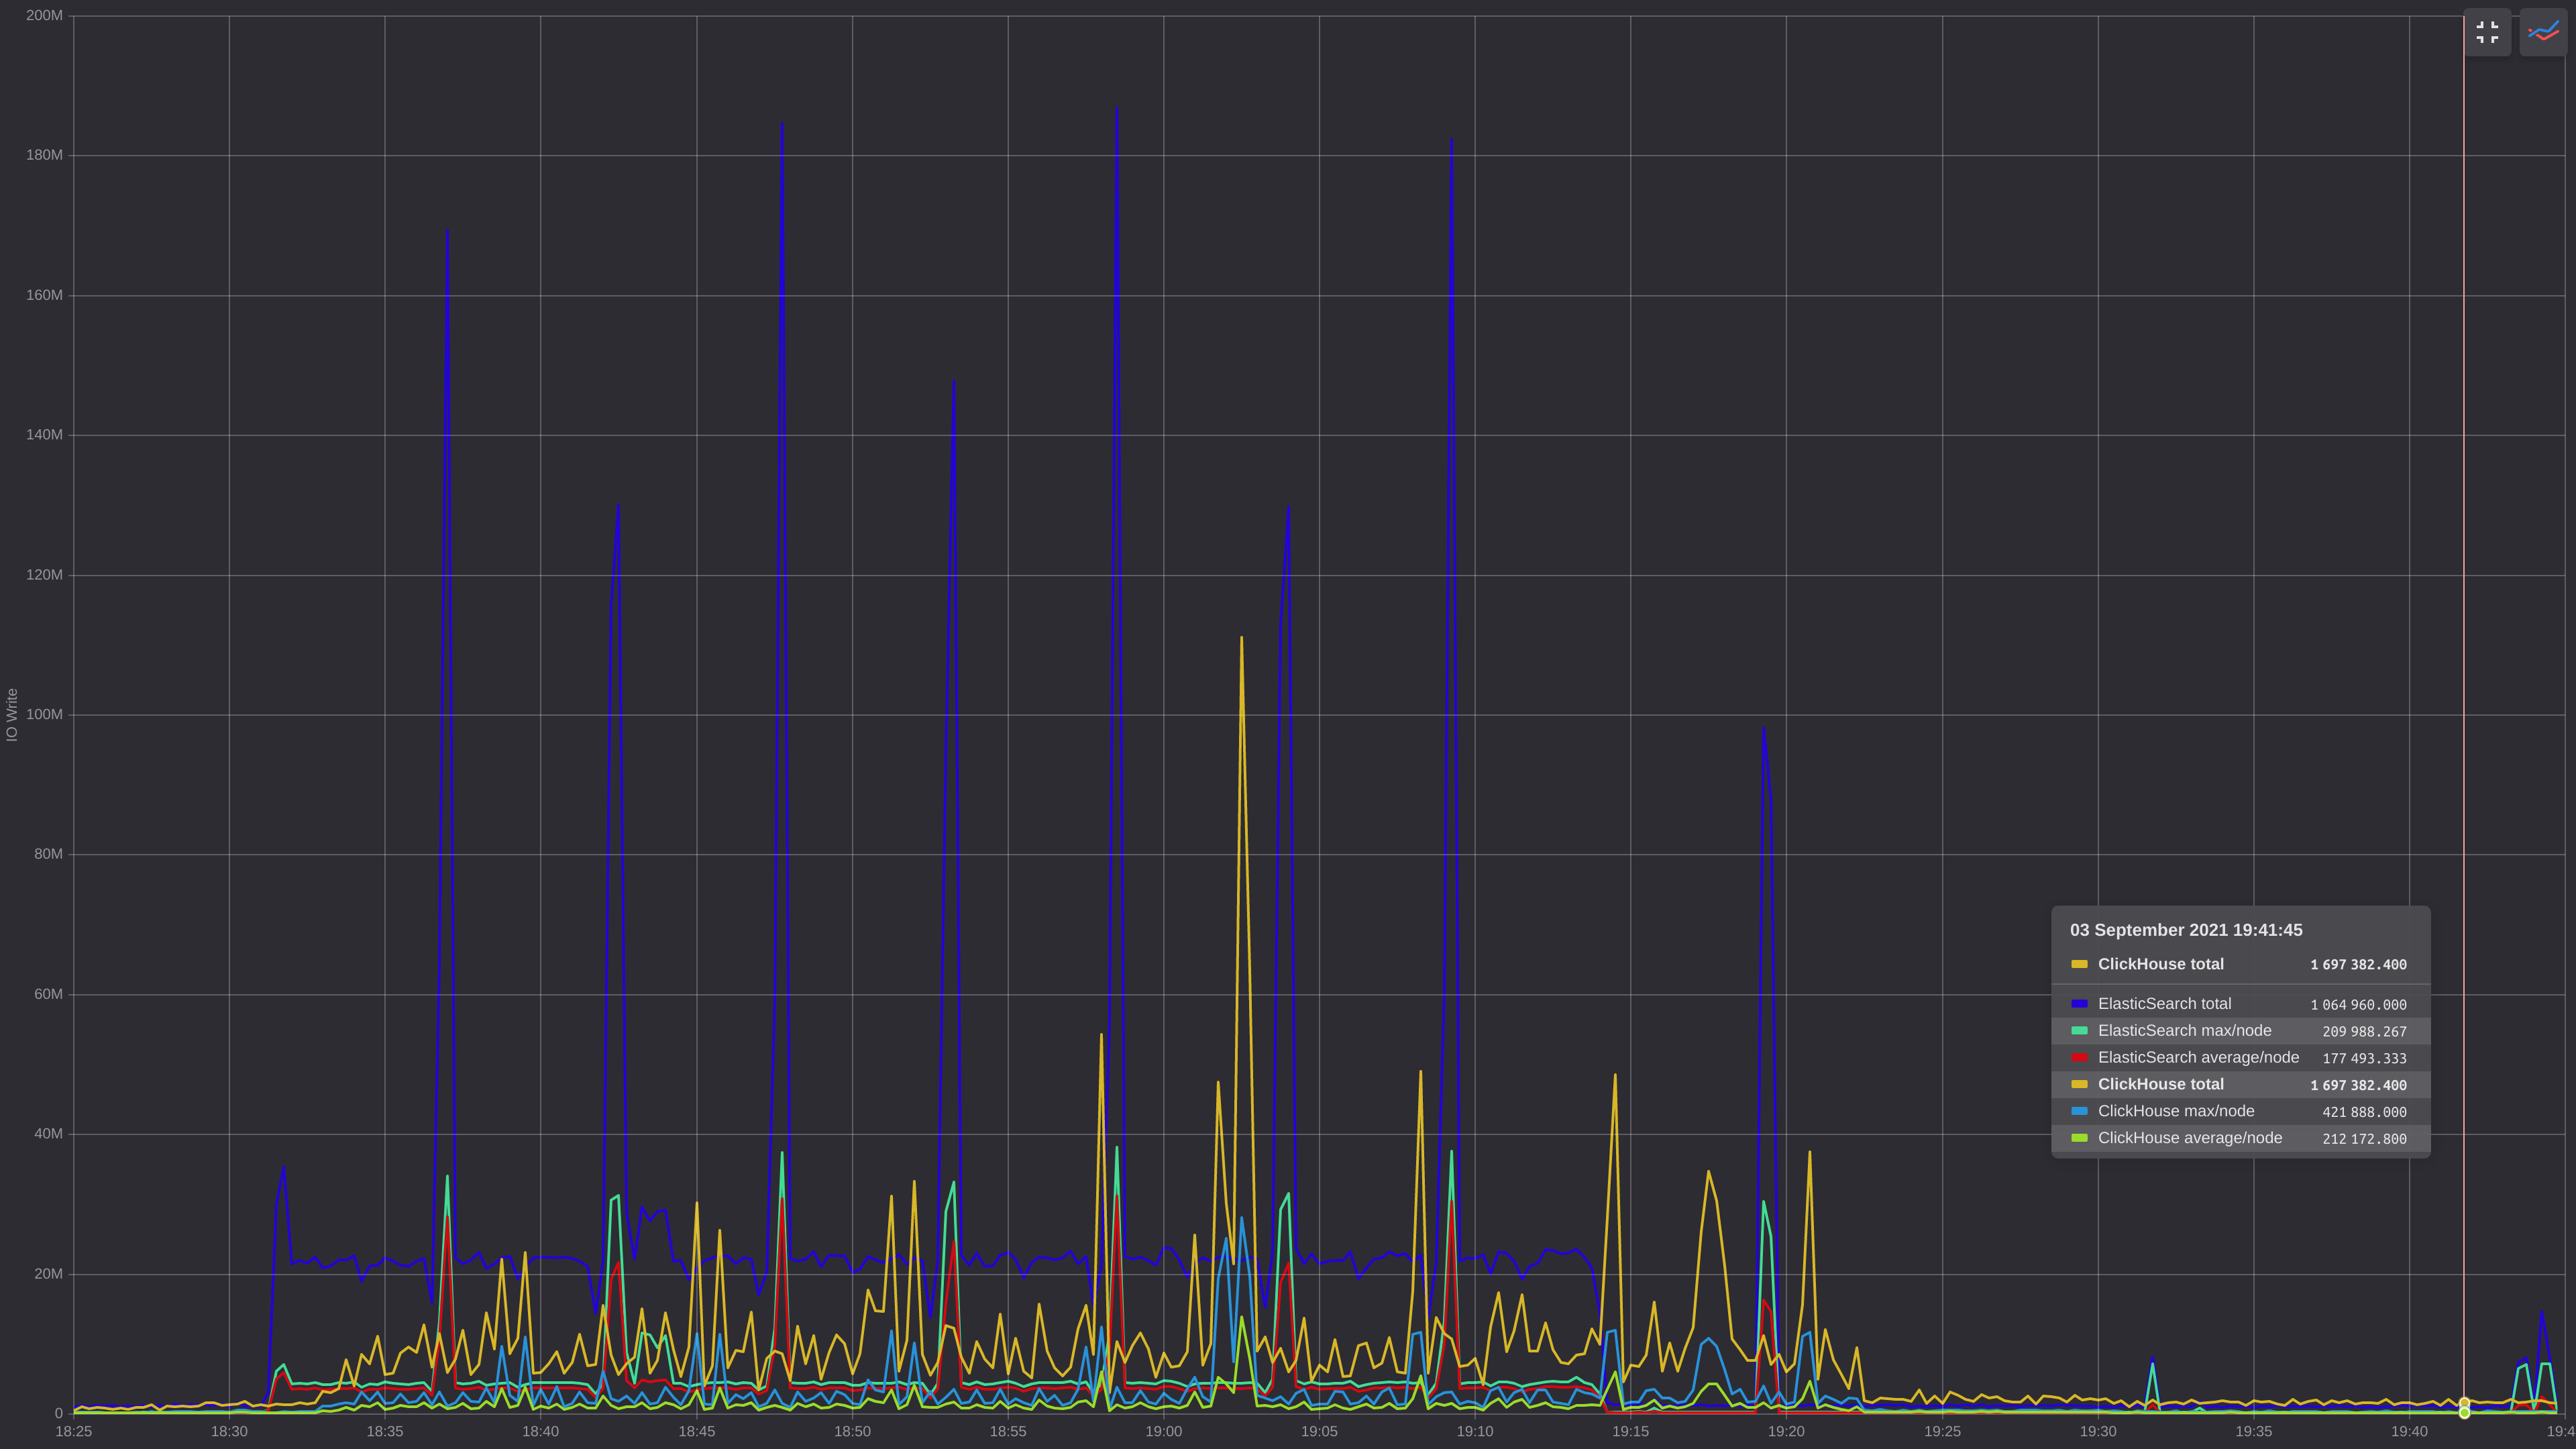 200M
180M
160M
140M
120M
100M
80M
60M
40M
20M
0
IO Write
18:25 18:30 18:35 18:40 18:45 18:50 18:55 19:00 19:05 19:10 19:15 19:20 19:25 19:30 19:35 19:40 19:4
03 September 2021 19:41:45
ClickHouse total 1 697 382.400
ElasticSearch total 1 064 960.000
ElasticSearch max/node 209 988.267
ElasticSearch average/node 177 493.333
ClickHouse total 1 697 382.400
ClickHouse max/node 421 888.000
ClickHouse average/node 212 172.800